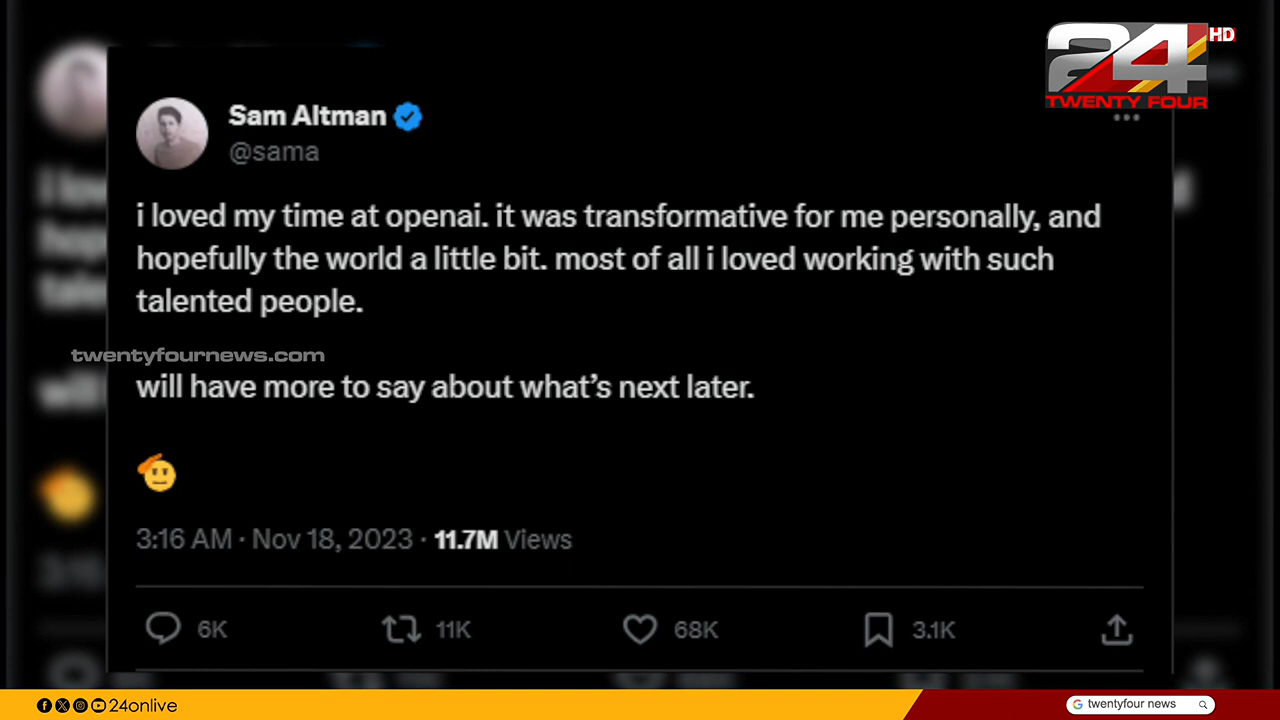 24 HD
TWENTY FOUR
Sam Altman
@sama
i loved my time at openai. it was transformative for me personally, and
hopefully the world a little bit. most of all i loved working with such
talented people.
twentyfournews.com
will have more to say about what's next later.
3:16 AM · Nov 18, 2023 · 11.7M Views
6K 11K 68K 3.1K
24onlive
twentyfour news